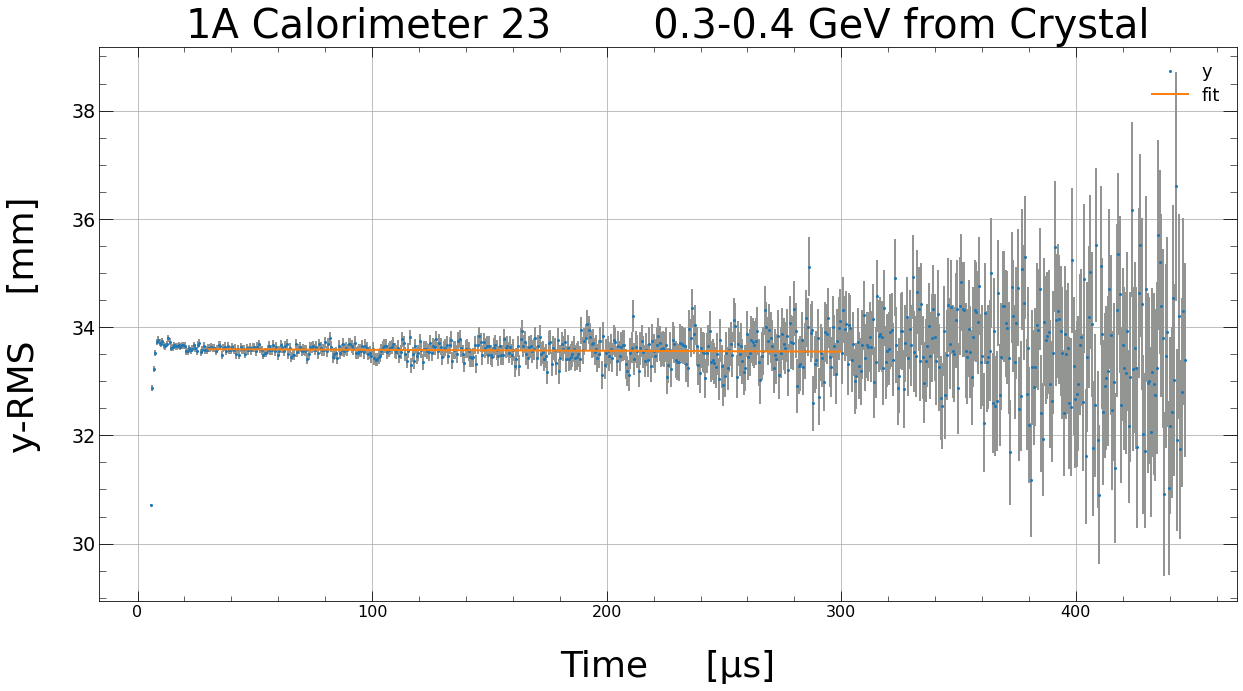 1A Calorimeter 23 0.3-0.4 GeV from Crystal
y
fit
38
36
34
32
30
y-RMS [mm]
0 100 200 300 400
Time [µs]